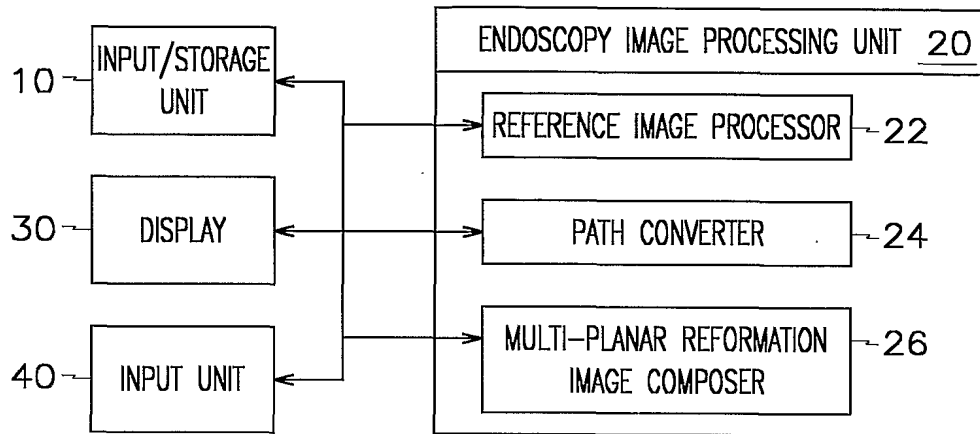 10
INPUT/STORAGE
UNIT
30
DISPLAY
40
INPUT UNIT
ENDOSCOPY IMAGE PROCESSING UNIT 20
REFERENCE IMAGE PROCESSOR
22
PATH CONVERTER
24
MULTI-PLANAR REFORMATION
IMAGE COMPOSER
26